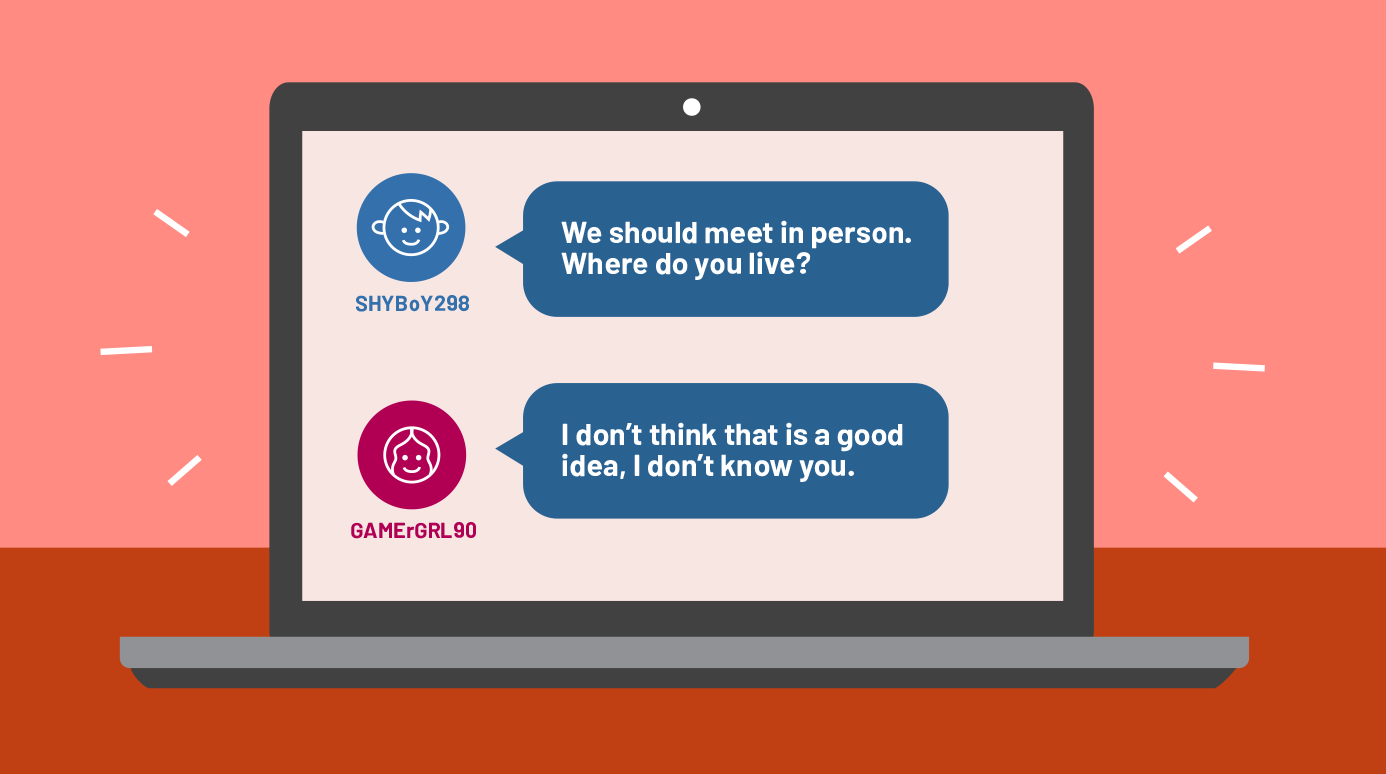 We should meet in person.
Where do you live?
SHYBoY298
I don’t think that is a good
idea, I don’t know you.
GAMErGRL90